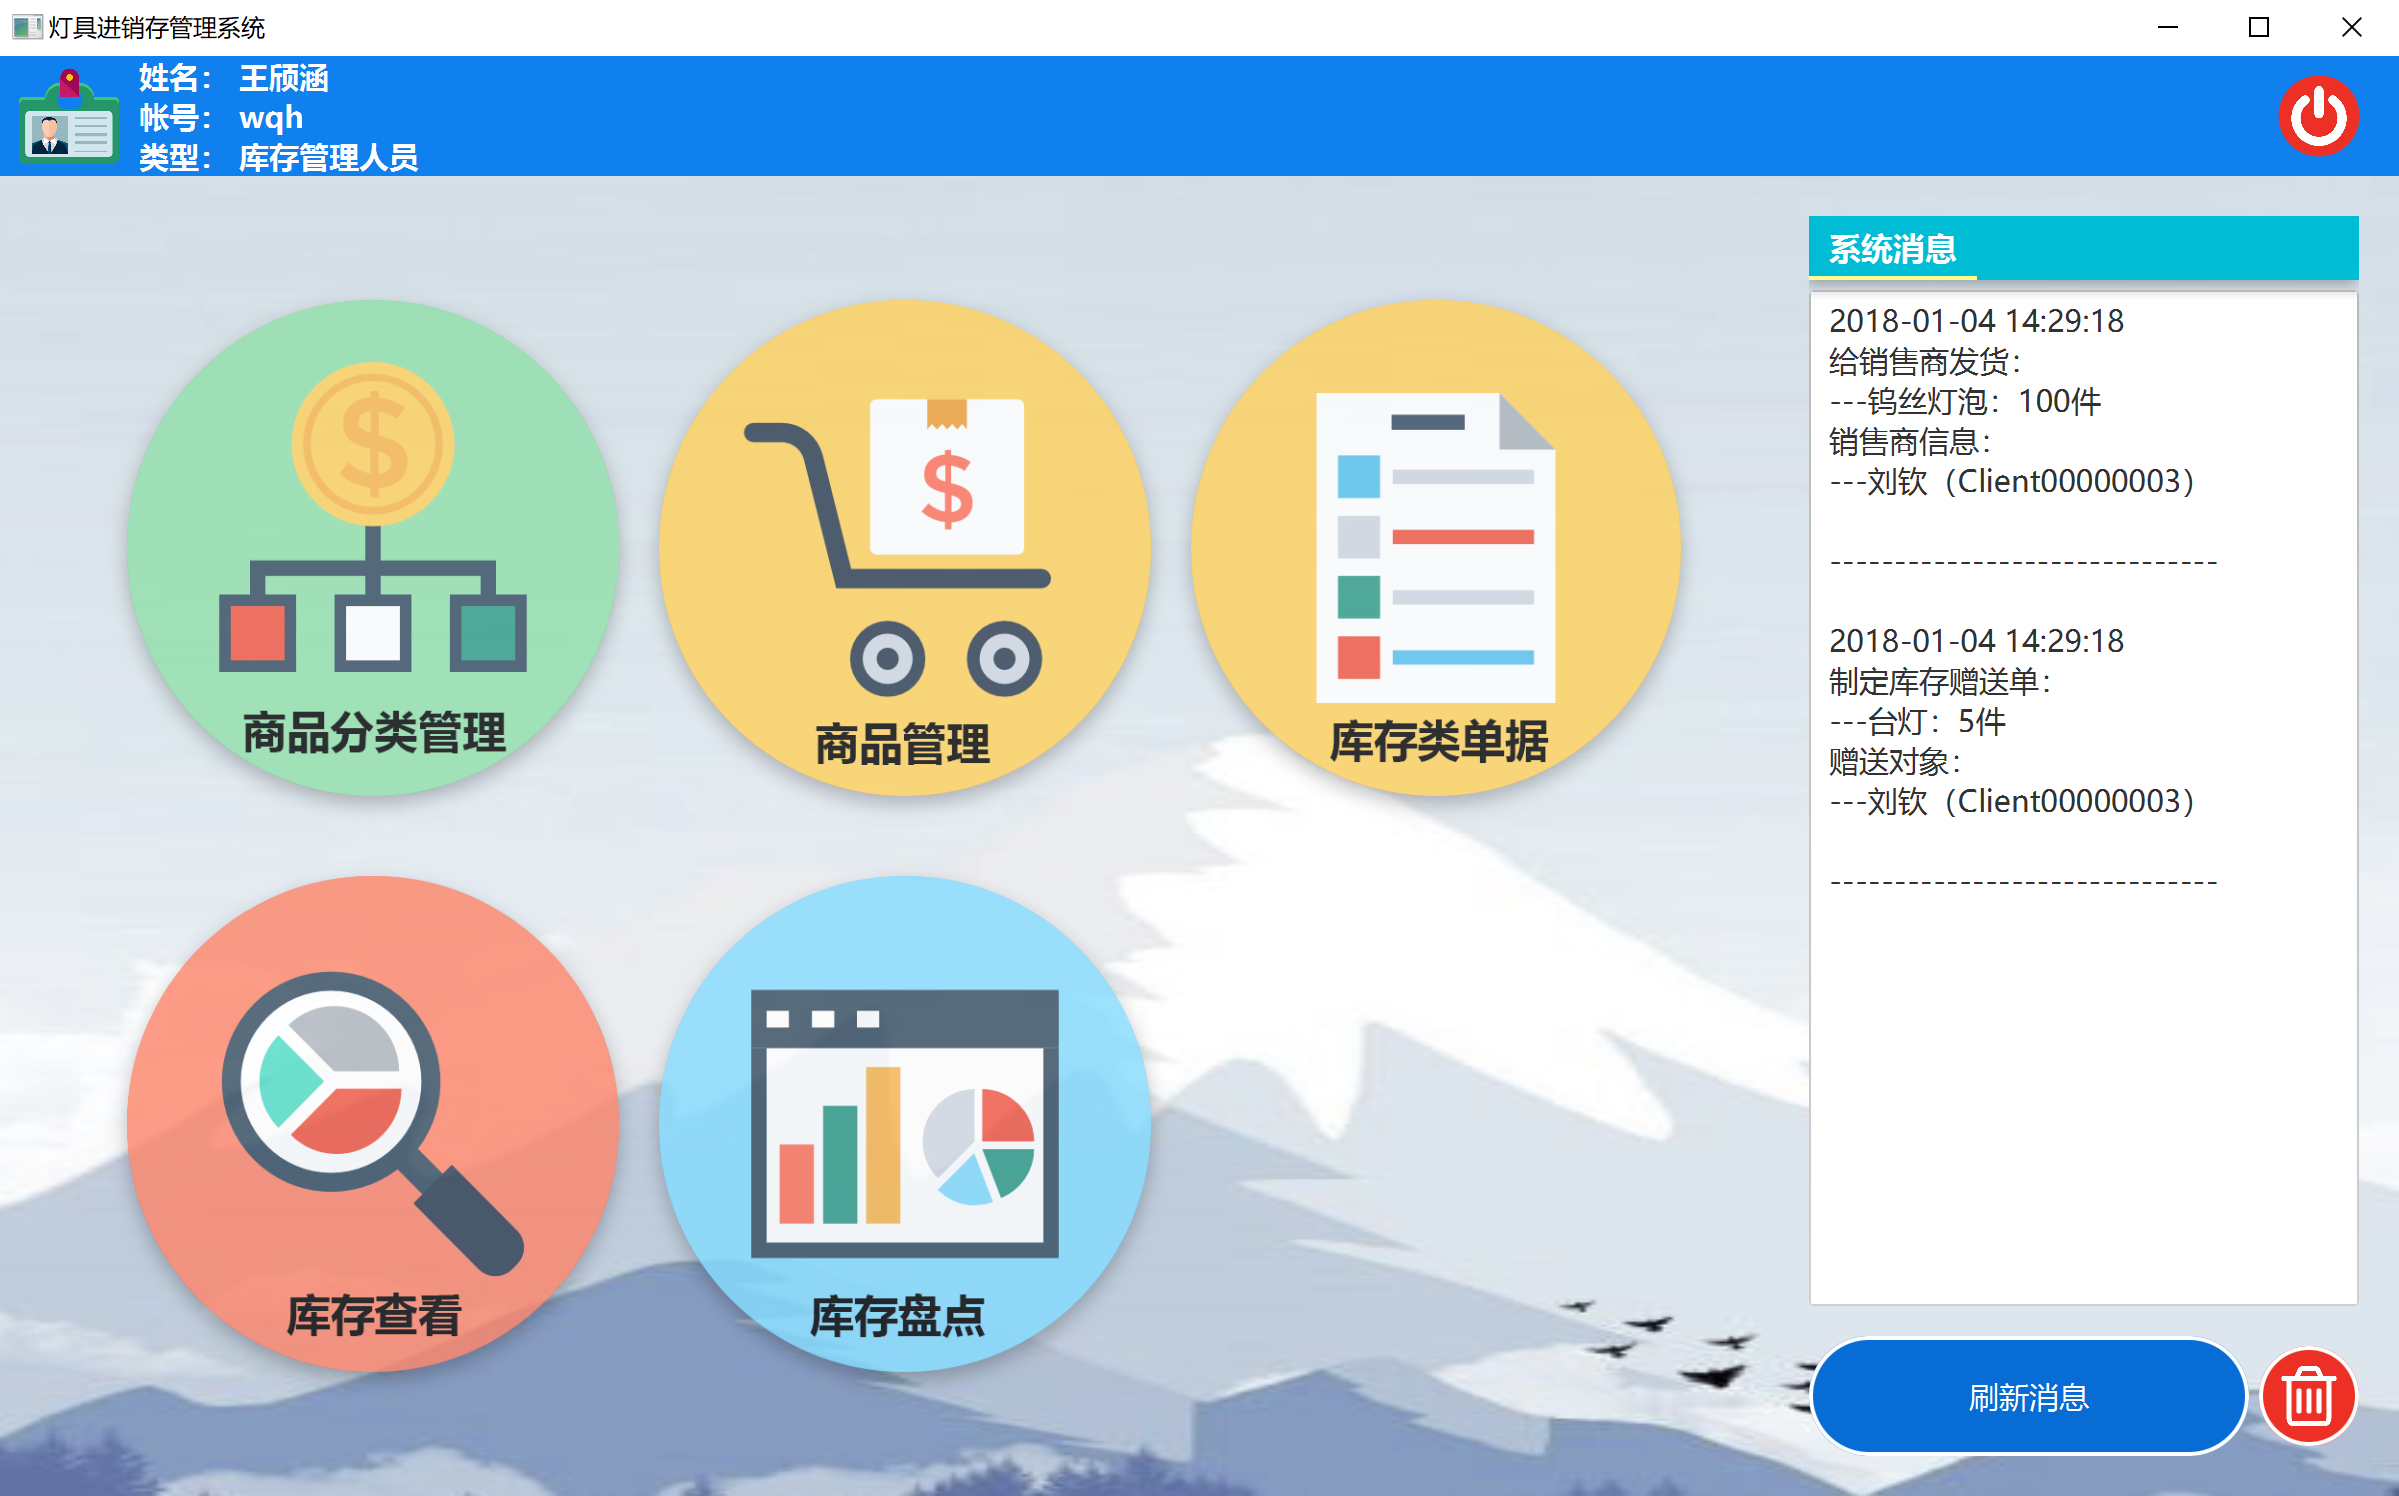 灯具进销存管理系统
姓名： 王颀涵
帐号： wqh
类型： 库存管理人员
商品分类管理
商品管理
库存类单据
库存查看
库存盘点
系统消息
2018-01-04 14:29:18
给销售商发货：
---钨丝灯泡：100件
销售商信息：
---刘钦（Client00000003）
------------------------------
2018-01-04 14:29:18
制定库存赠送单：
---台灯：5件
赠送对象：
---刘钦（Client00000003）
------------------------------
刷新消息